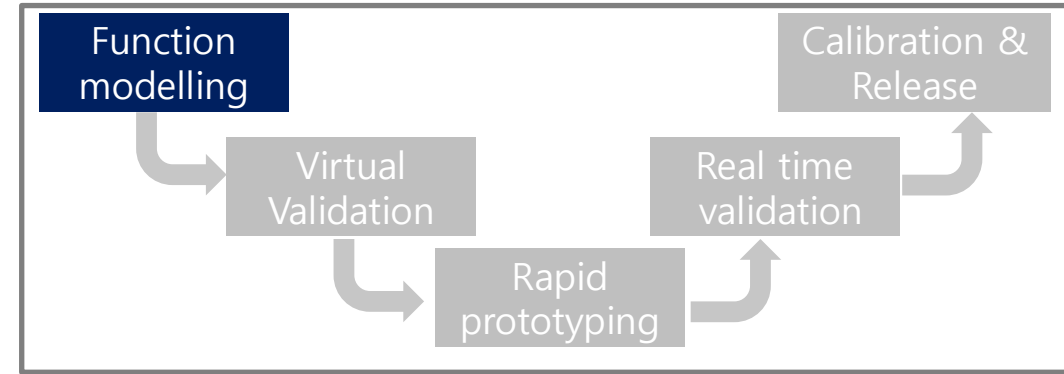 Function
modelling
Virtual
Validation
Rapid
prototyping
Real time
validation
Calibration &
Release